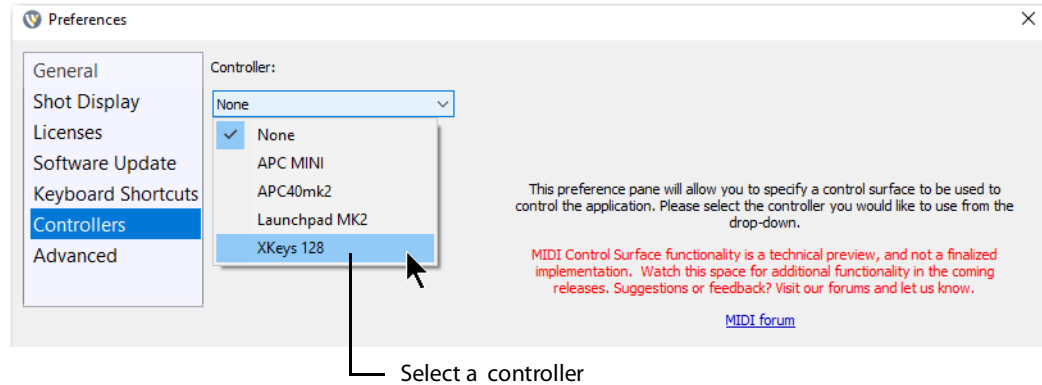 Preferences
General
Shot Display
Licenses
Software Update
Keyboard Shortcuts
Controllers
Advanced
Controller:
None
None
APC MINI
APC40mk2
Launchpad MK2
XKeys 128
This preference pane will allow you to specify a control surface to be used to
control the application. Please select the controller you would like to use from the
drop-down.
MIDI Control Surface functionality is a technical preview, and not a finalized
implementation. Watch this space for additional functionality in the coming
releases. Suggestions or feedback? Visit our forums and let us know.
MIDI forum
Select a controller